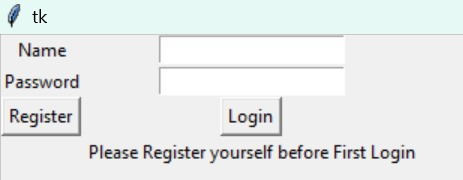 tk
Name
Password
Register Login
Please Register yourself before First Login